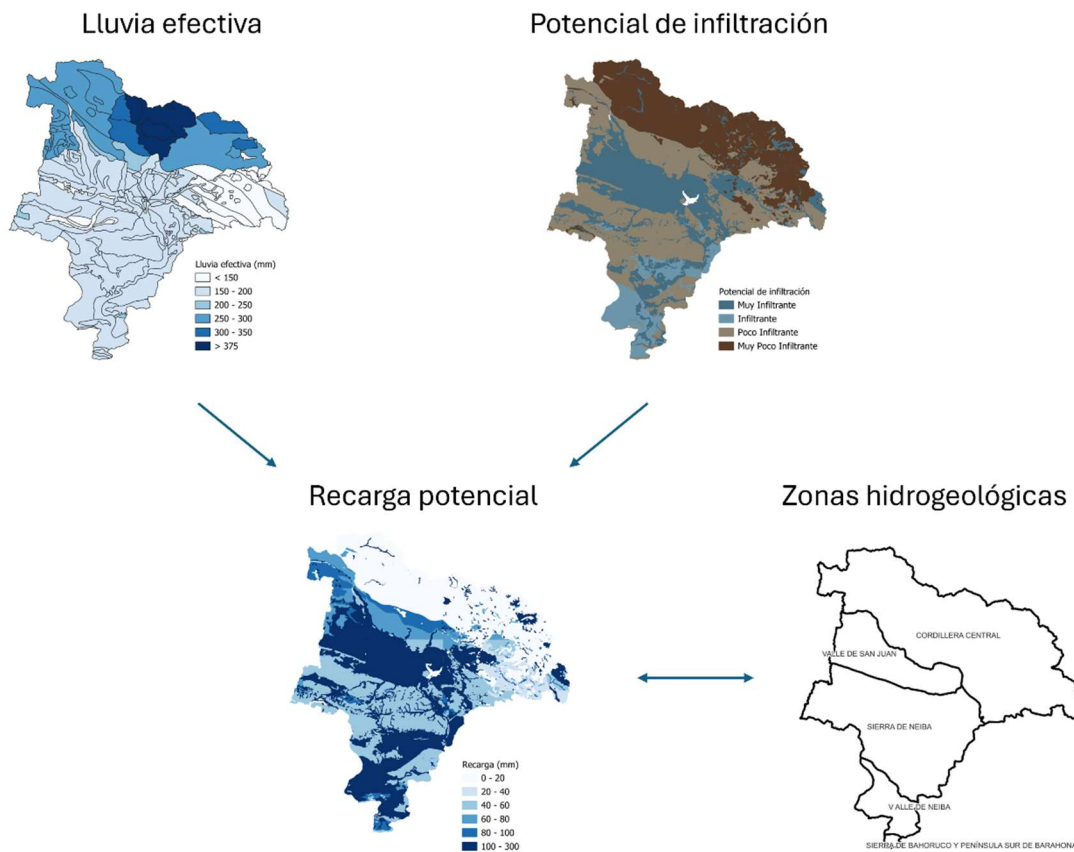 Lluvia efectiva
Potencial de infiltración
Lluvia efectiva (mm)
< 150
150 - 200
200 - 250
250 - 300
300 - 350
> 375
Potencial de infiltración
Muy Infiltrante
Infiltrante
Poco Infiltrante
Muy Poco Infiltrante
Recarga potencial
Zonas hidrogeológicas
Recarga (mm)
0 - 20
20 - 40
40 - 60
60 - 80
80 - 100
100 - 300
CORDILLERA CENTRAL
VALLE DE SAN JUAN
SIERRA DE NEIBA
V ALLE DE NEIBA
SIERRA DE BAHORUCO Y PENÍNSULA SUR DE BARAHONA